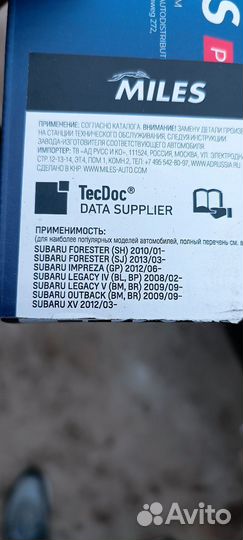 S
P
MILES
ПРИМЕНЕНИЕ: СОГЛАСНО КАТАЛОГА. ВНИМАНИЕ! ЗАМЕНУ ДЕТАЛИ ПРОИЗВ
НА СТАНЦИИ ТЕХНИЧЕСКОГО ОБСЛУЖИВАНИЯ, СЛЕДУЯ ИНСТРУКЦИИ
ЗАВОДА-ИЗГОТОВИТЕЛЯ СООТВЕТСТВУЮЩЕГО АВТОМОБИЛЯ.
ИМПОРТЕР: ТВ «АД РУСС И КО», 111524, РОССИЯ, МОСКВА, УЛ. ЭЛЕКТРОДНА
СТР.12-13-14, ЭТ.4, ПОМ 1, КОМН.2, ТЕЛ. +7 495 542-80-97, WWW.ADRUSSIA.R
СДЕЛАНО В КНР. WWW.MILES-AUTO.COM
TecDoc®
DATA SUPPLIER
ПРИМЕНИМОСТЬ:
(для наиболее популярных моделей автомобилей, полный перечень см. в
SUBARU FORESTER (SH) 2010/01-
SUBARU FORESTER (SJ) 2013/03-
SUBARU IMPREZA (GP) 2012/06-
SUBARU LEGACY IV (BL, BP) 2008/02-
SUBARU LEGACY V (BM, BR) 2009/09-
SUBARU OUTBACK (BM, BR) 2009/09-
SUBARU XV 2012/03-
Avito